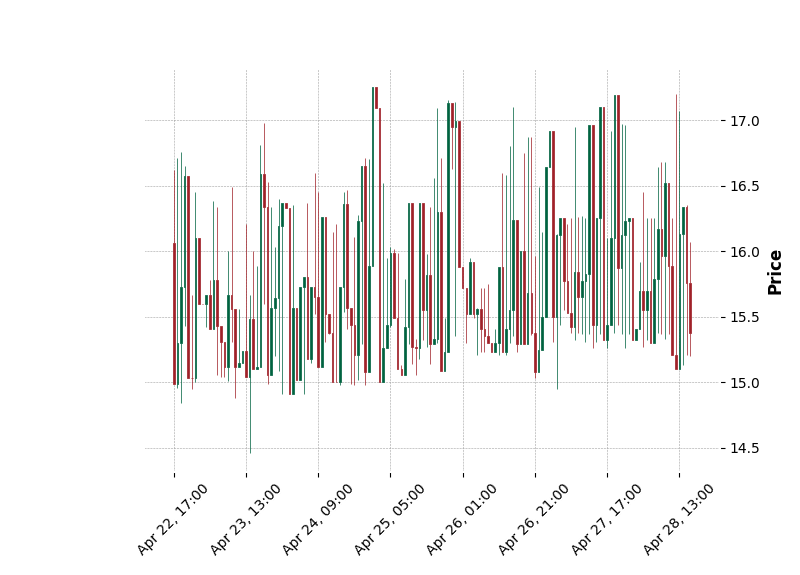 17.0
16.5
16.0
15.5
15.0
14.5
Price
Apr 22, 17:00
Apr 23, 13:00
Apr 24, 09:00
Apr 25, 05:00
Apr 26, 01:00
Apr 26, 21:00
Apr 27, 17:00
Apr 28, 13:00